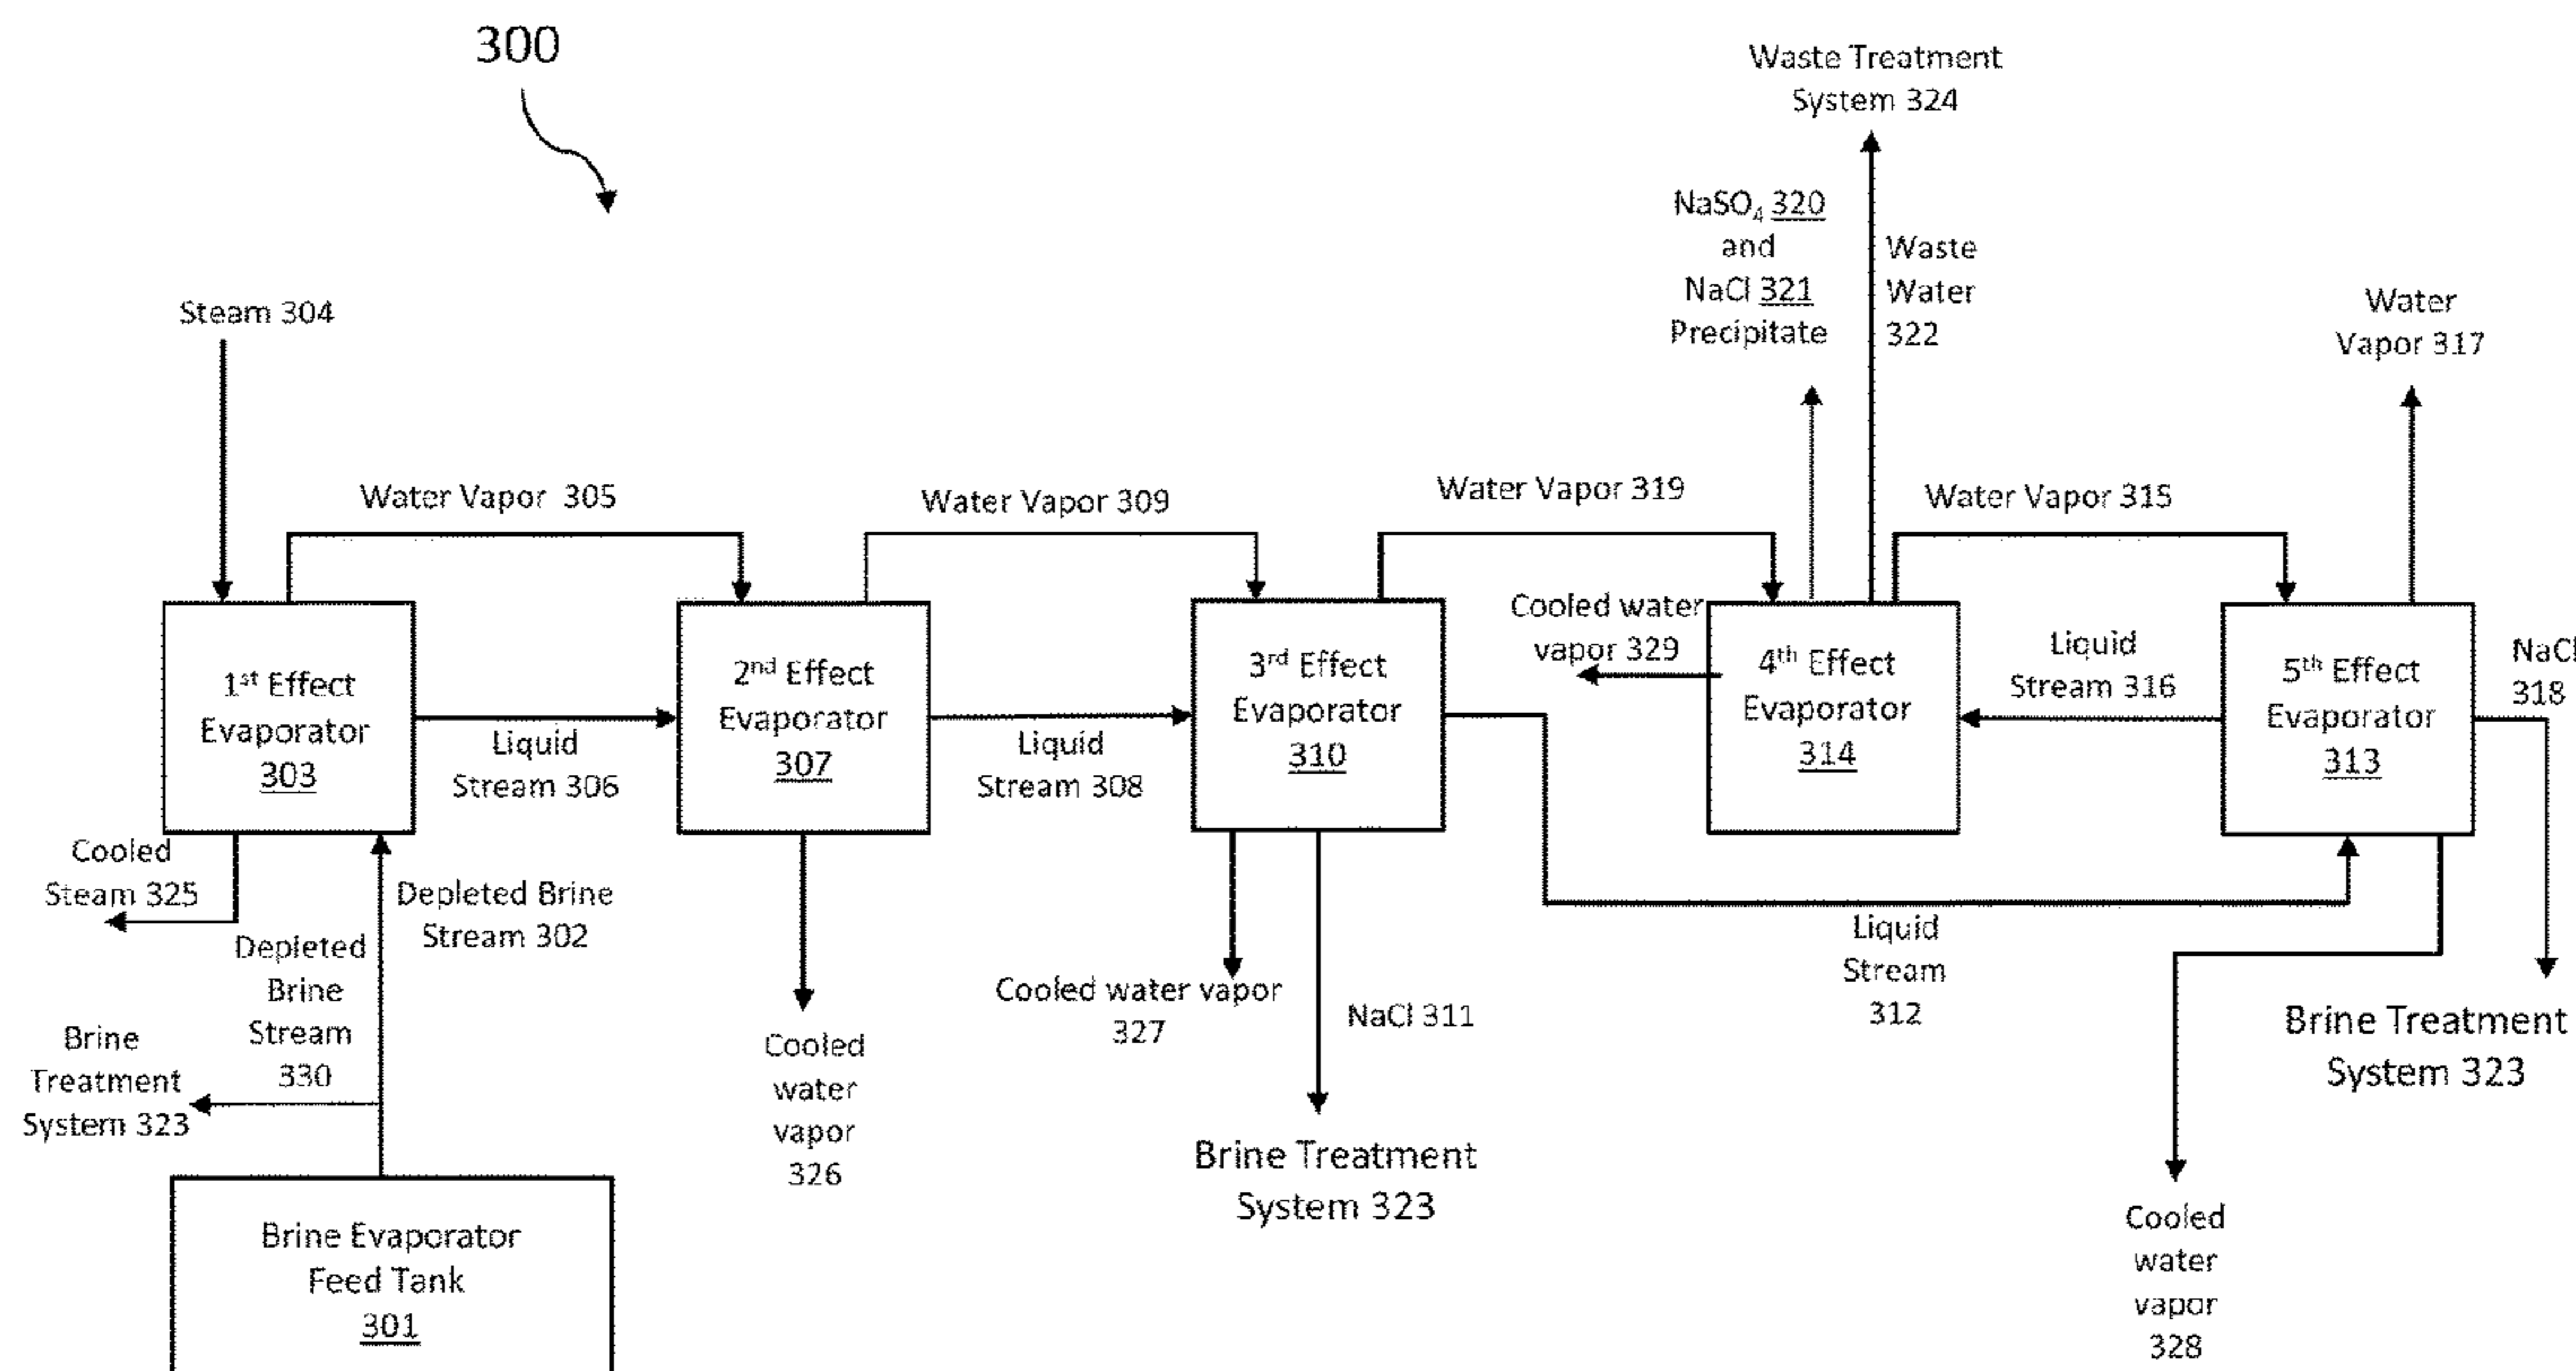 300
Waste Treatment
System 324
NaSO₄ 320
and
NaCl 321
Precipitate
Waste
Water
322
Water
Vapor 317
Steam 304
Water Vapor 305
Water Vapor 309
Water Vapor 319
Water Vapor 315
1st Effect
Evaporator
303
Liquid
Stream 306
2nd Effect
Evaporator
307
Liquid
Stream 308
3rd Effect
Evaporator
310
Cooled water
vapor 329
4th Effect
Evaporator
314
Liquid
Stream 316
5th Effect
Evaporator
313
NaCl
318
Cooled
Steam 325
Depleted Brine
Stream 302
Depleted
Brine
Stream
330
Brine
Treatment
System 323
Cooled
water
vapor
326
Cooled water vapor
327
NaCl 311
Brine Treatment
System 323
Liquid
Stream
312
Brine Treatment
System 323
Cooled
water
vapor
328
Brine Evaporator
Feed Tank
301